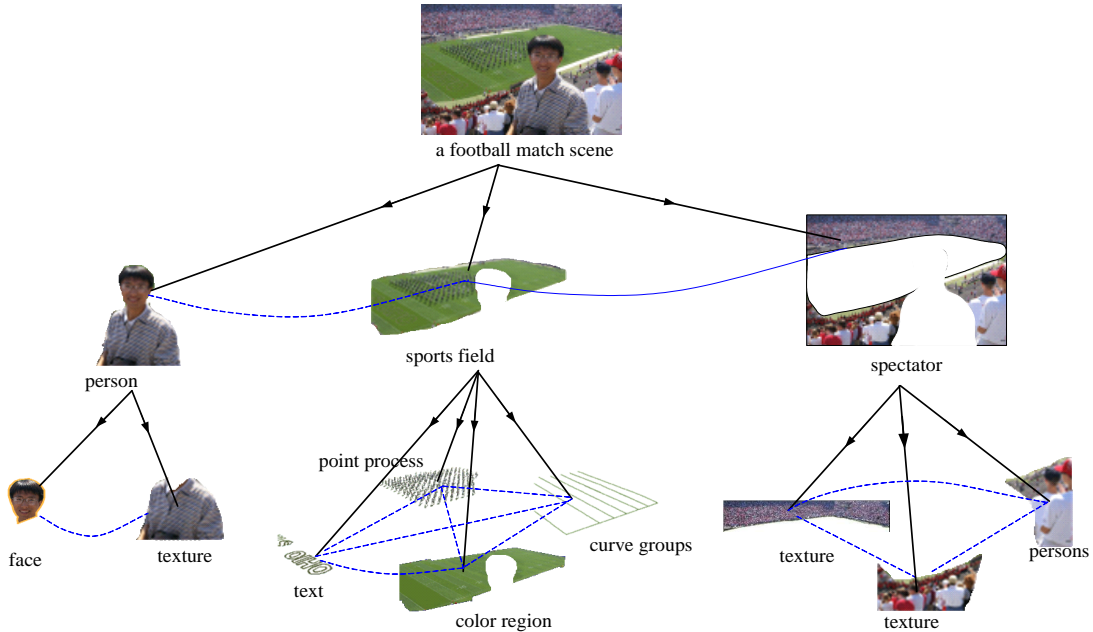 a football match scene
person
sports field
spectator
point process
face
texture
text
color region
curve groups
texture
texture
persons
OHIO